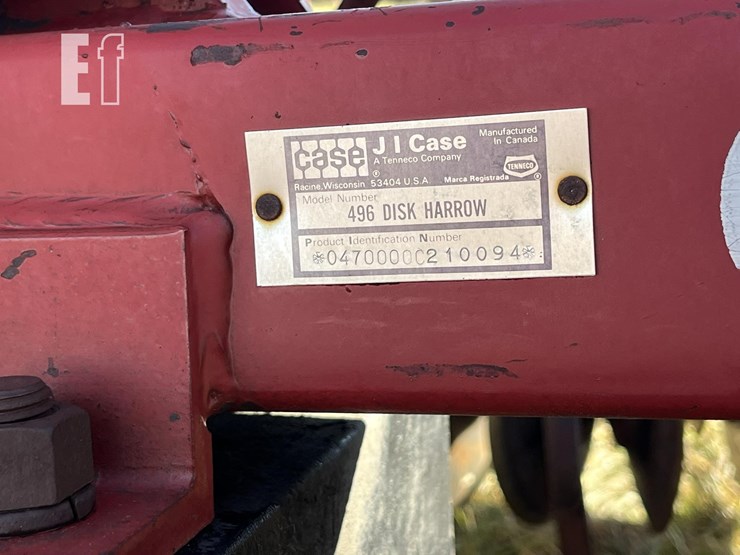 Ef
case
J I Case
A Tenneco Company
Manufactured
In Canada
TENNECO
®
Racine, Wisconsin 53404 U.S.A. Marca Registrada ®
Model Number
496 DISK HARROW
Product Identification Number
*04700000210094*